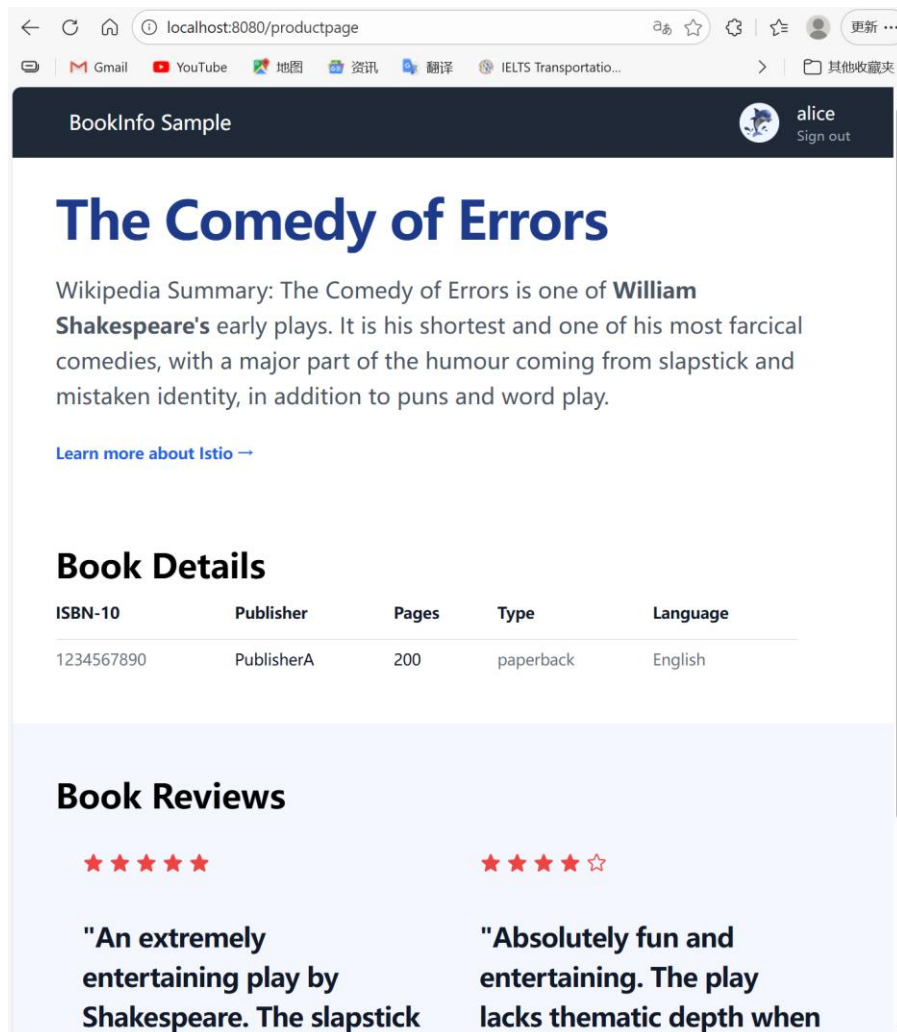 localhost:8080/productpage
更新 ...
Gmail YouTube 地图 资讯 翻译 IELTS Transportatio... 其他收藏夹
BookInfo Sample
alice
Sign out
The Comedy of Errors
Wikipedia Summary: The Comedy of Errors is one of William
Shakespeare's early plays. It is his shortest and one of his most farcical
comedies, with a major part of the humour coming from slapstick and
mistaken identity, in addition to puns and word play.
Learn more about Istio →
Book Details
ISBN-10 Publisher Pages Type Language
1234567890 PublisherA 200 paperback English
Book Reviews
"An extremely
entertaining play by
Shakespeare. The slapstick
"Absolutely fun and
entertaining. The play
lacks thematic depth when